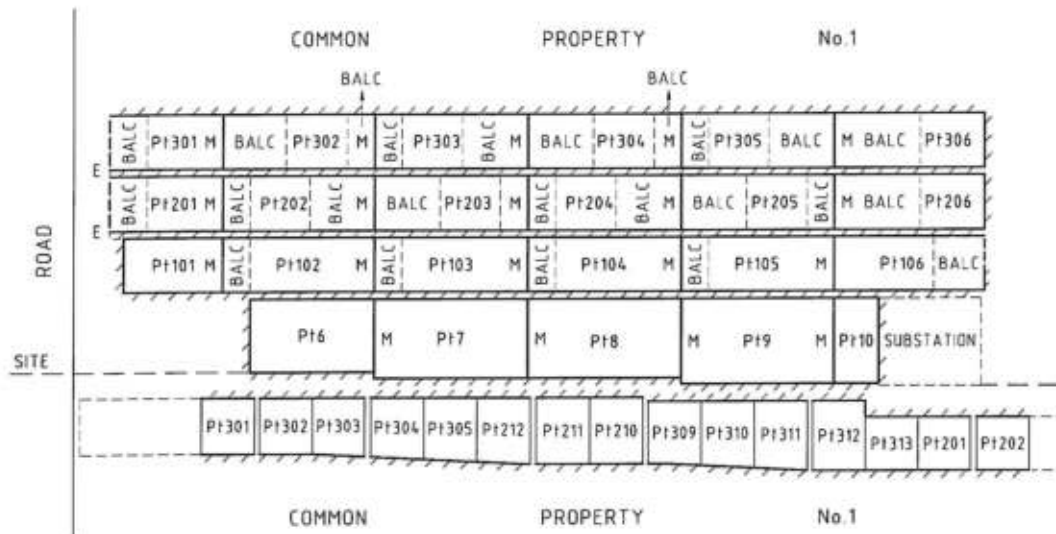 COMMON PROPERTY No.1
BALC BALC
BALC Pt301 M BALC Pt302 M BALC Pt303 BALC M BALC Pt304 M BALC Pt305 BALC M BALC Pt306
E
BALC Pt201 M BALC Pt202 BALC M BALC Pt203 M BALC Pt204 BALC M BALC Pt205 BALC M BALC Pt206
E
ROAD
Pt101 M BALC Pt102 M BALC Pt103 M BALC Pt104 M BALC Pt105 M Pt106 BALC
Pt6 M Pt7 M Pt8 M Pt9 M Pt10 SUBSTATION
SITE
Pt301 Pt302 Pt303 Pt304 Pt305 Pt212 Pt211 Pt210 Pt309 Pt310 Pt311 Pt312 Pt313 Pt201 Pt202
COMMON PROPERTY No.1